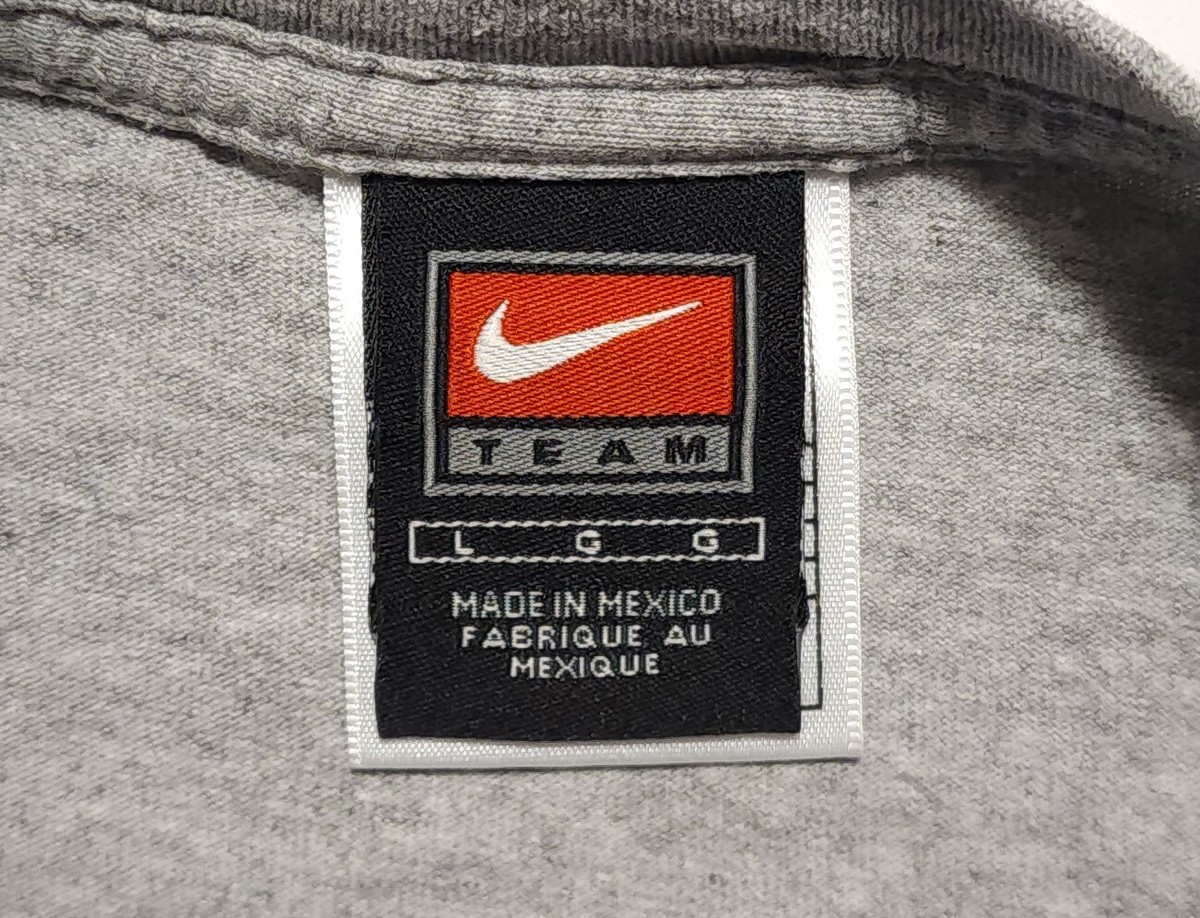 TEAM
L G G
MADE IN MEXICO
FABRIQUE AU
MEXIQUE